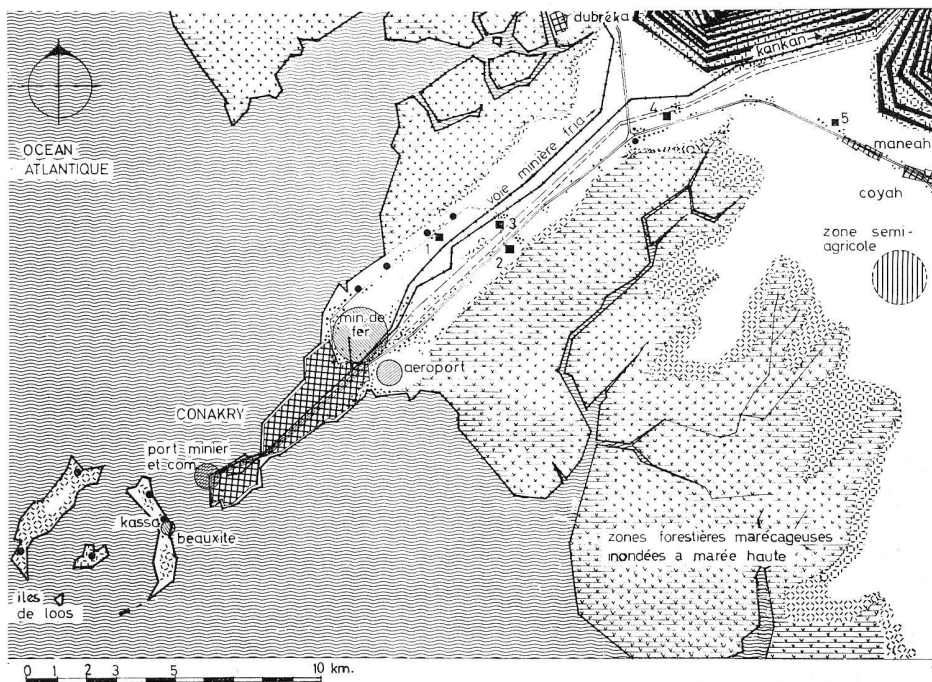 dubréka
kankan
OCEAN
ATLANTIQUE
voie minière fria
4
5
maneah
coyah
zone semi-
agricole
1
3
2
min. de
fer
aeroport
CONAKRY
port minier
et com.
kassa
beauxite
iles
de loos
zones forestières marécageuses
inondées a marée haute
0 1 2 3 5 10 km.